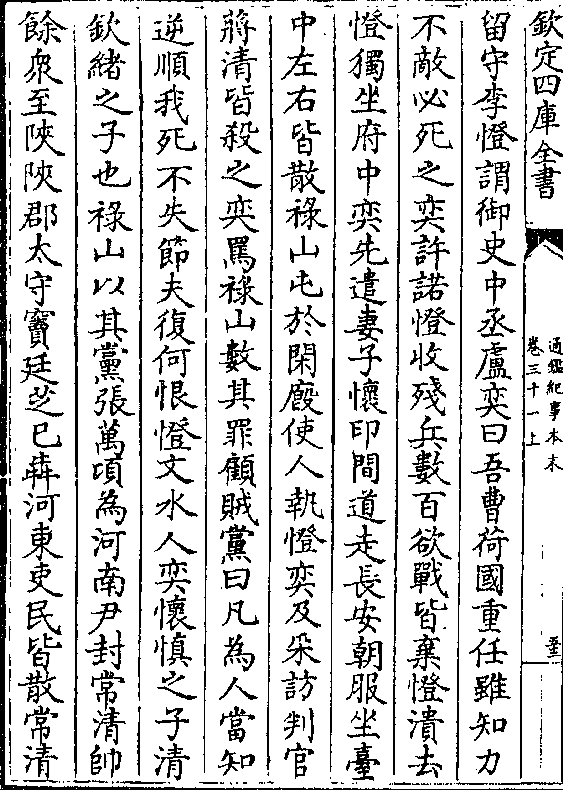 欽定四庫全書
通鑑紀事本末
卷三十一上
留守李憕謂御史中丞盧奕曰吾曹荷國重任雖知力
不敵必死之奕許諾憕收殘兵數百欲戰皆棄憕潰去
憕獨坐府中奕先遣妻子懷印間道走長安朝服坐臺
中左右皆散祿山屯於閑廐使人執憕奕及采訪判官
蔣清皆殺之奕罵祿山數其罪顧賊黨曰凡為人當知
逆順我死不失節夫復何恨憕文水人奕懷慎之子清
欽緒之子也祿山以其黨張萬頃為河南尹封常清帥
餘衆至陜陜郡太守竇廷芝已犇河東吏民皆散常清